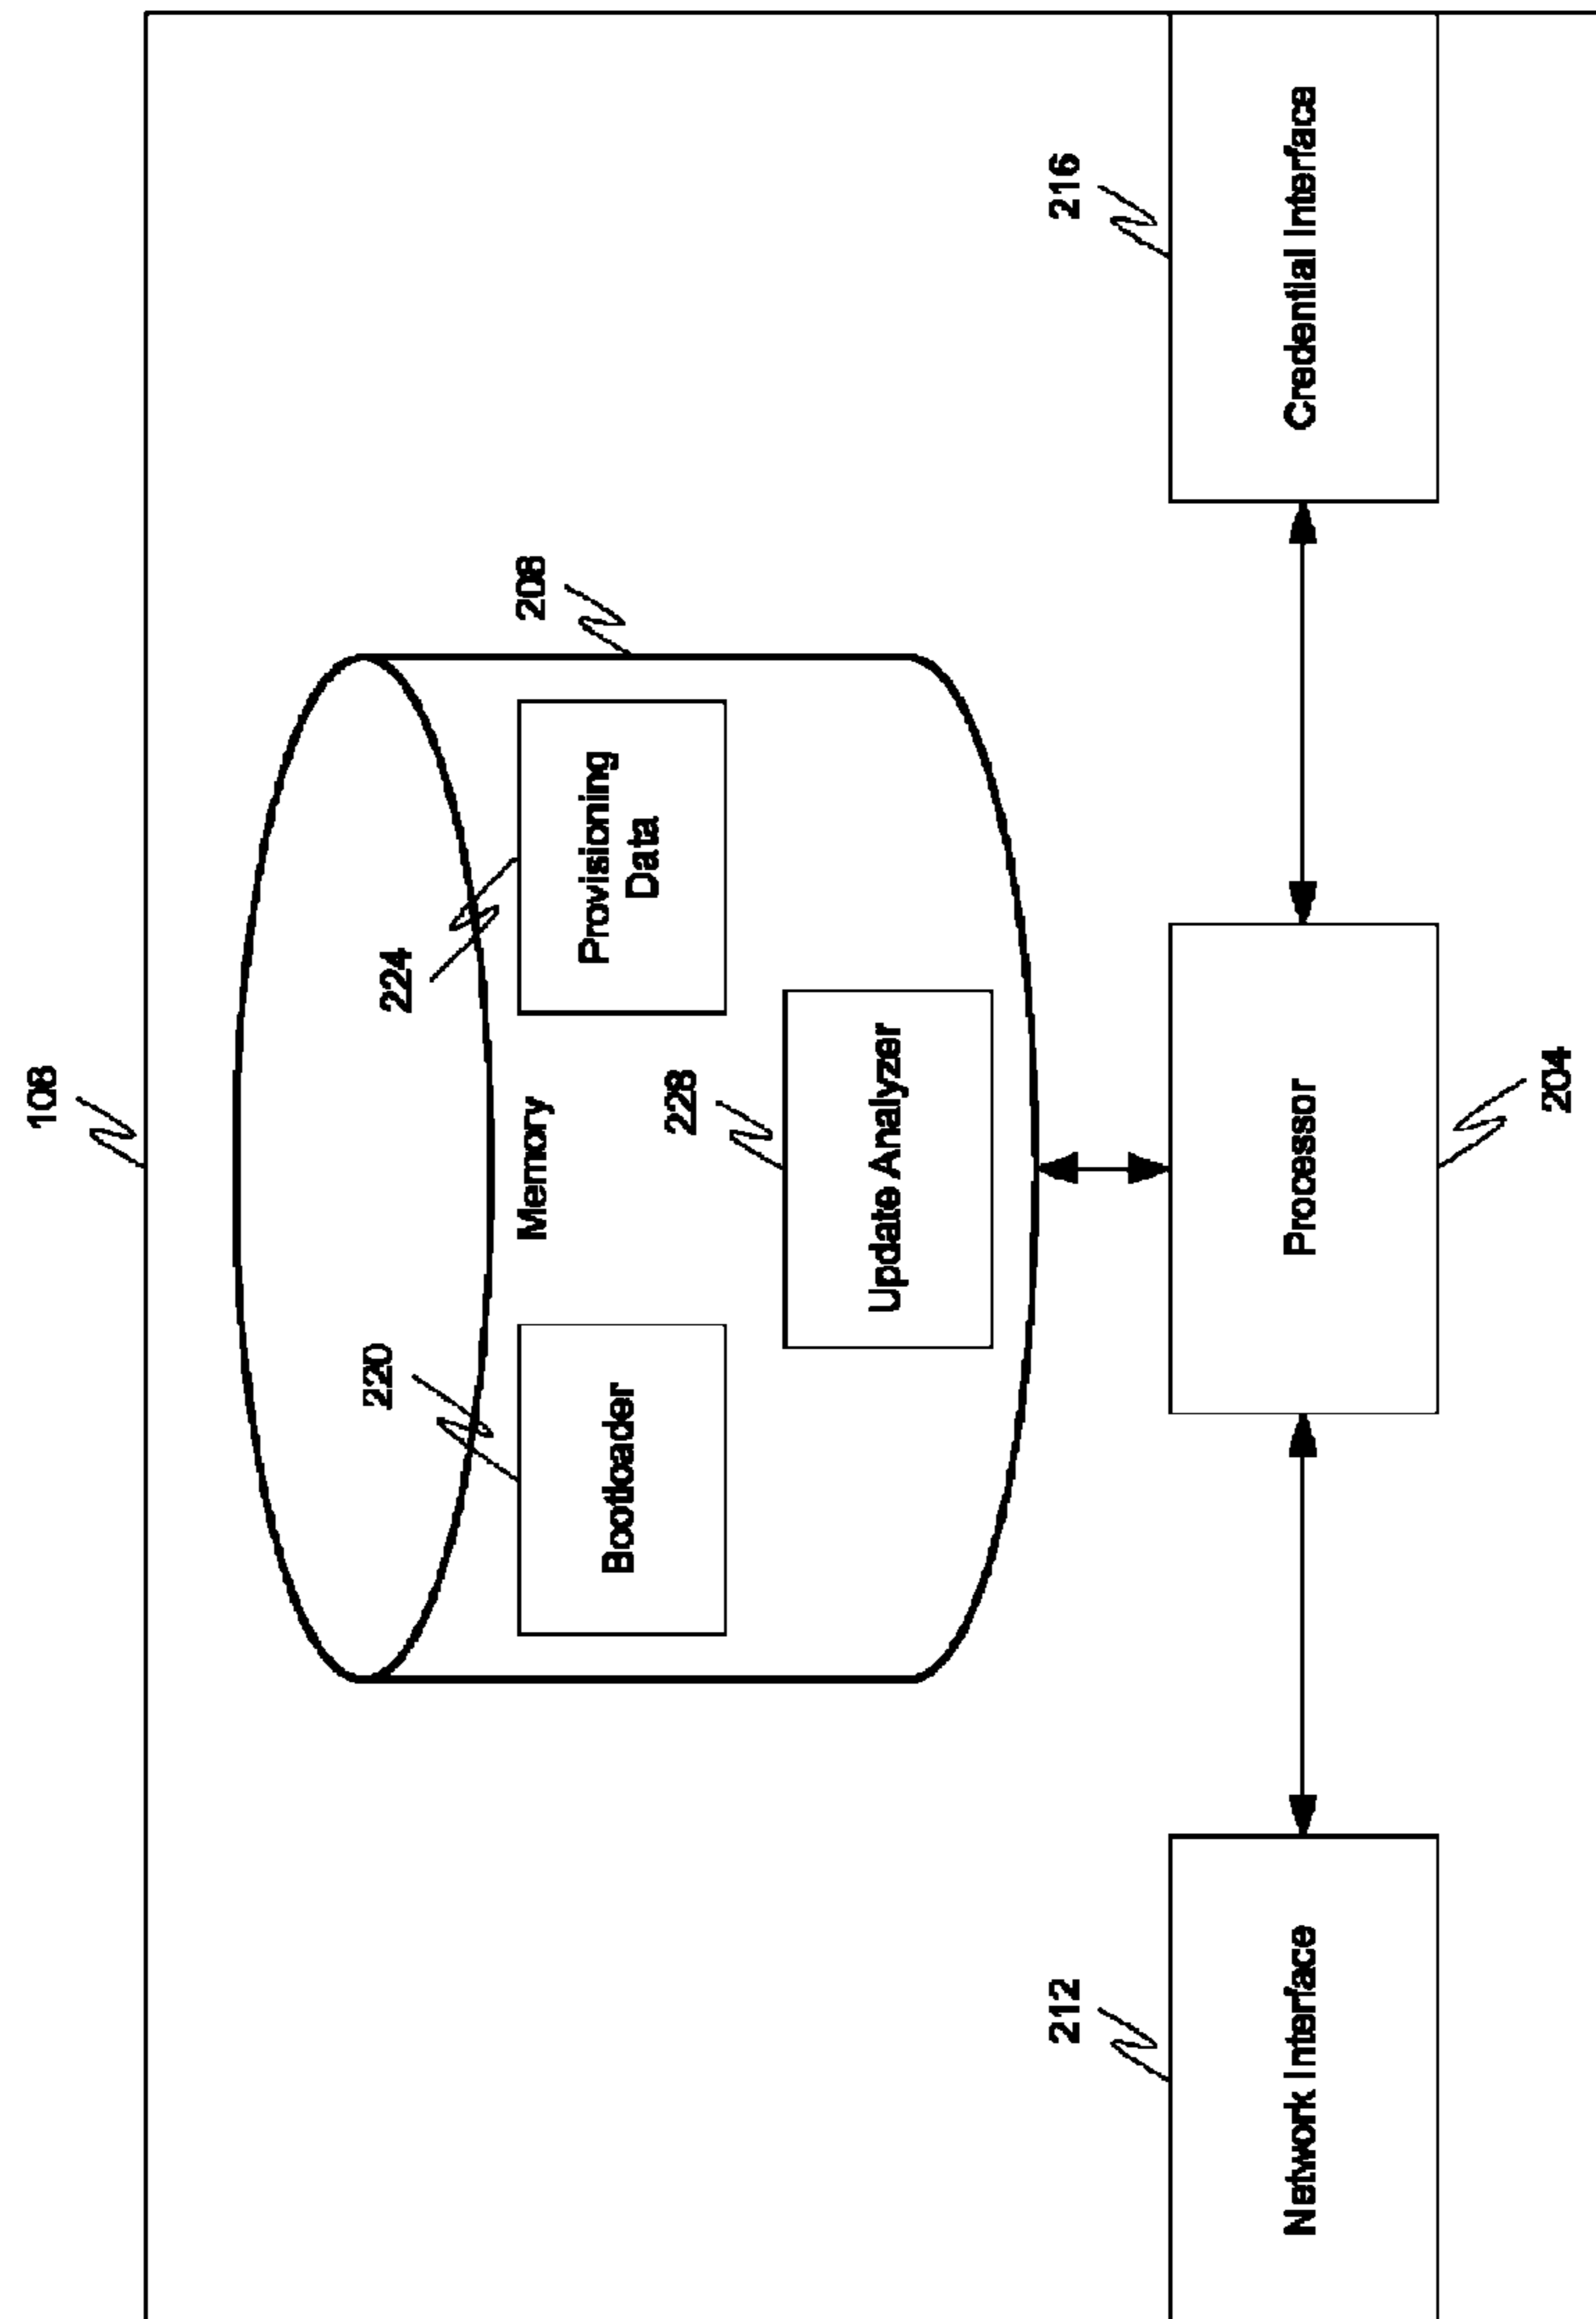 108
208
224
220
Memory
Provisioning
Data
Bootloader
228
Update Analyzer
212
216
Network Interface
Processor
Credential Interface
204